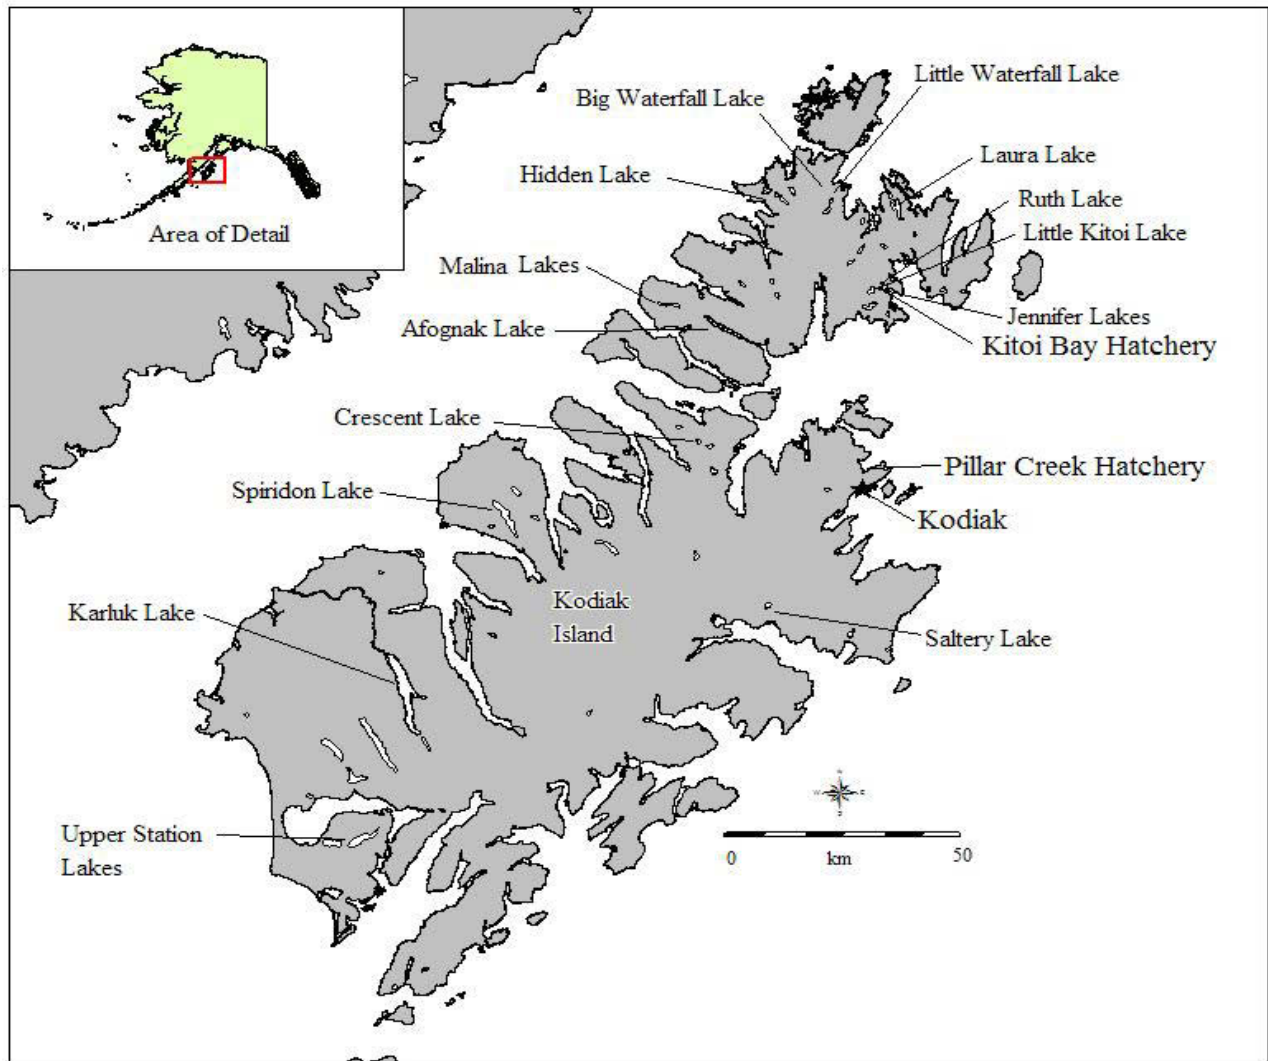 Little Waterfall Lake
Big Waterfall Lake
Laura Lake
Hidden Lake
Ruth Lake
Little Kitoi Lake
Area of Detail
Malina Lakes
Jennifer Lakes
Afognak Lake
Kitoi Bay Hatchery
Crescent Lake
Pillar Creek Hatchery
Spiridon Lake
Kodiak
Kodiak
Island
Karluk Lake
Saltery Lake
Upper Station
Lakes
0 km 50